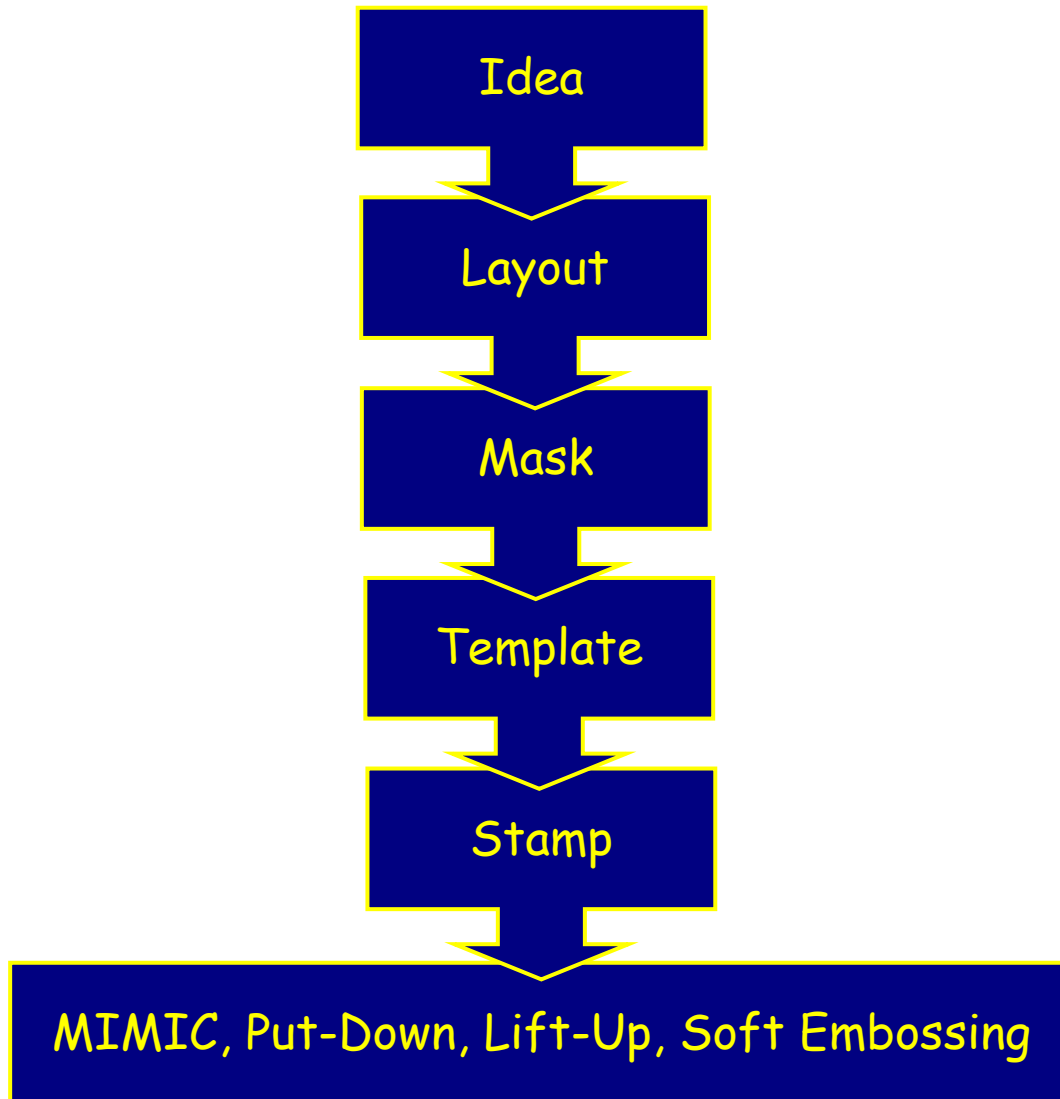 Idea
Layout
Mask
Template
Stamp
MIMIC, Put-Down, Lift-Up, Soft Embossing